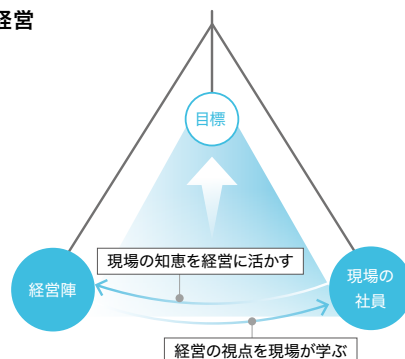 経営
目標
現場の知恵を経営に活かす
経営陣
現場の
社員
経営の視点を現場が学ぶ